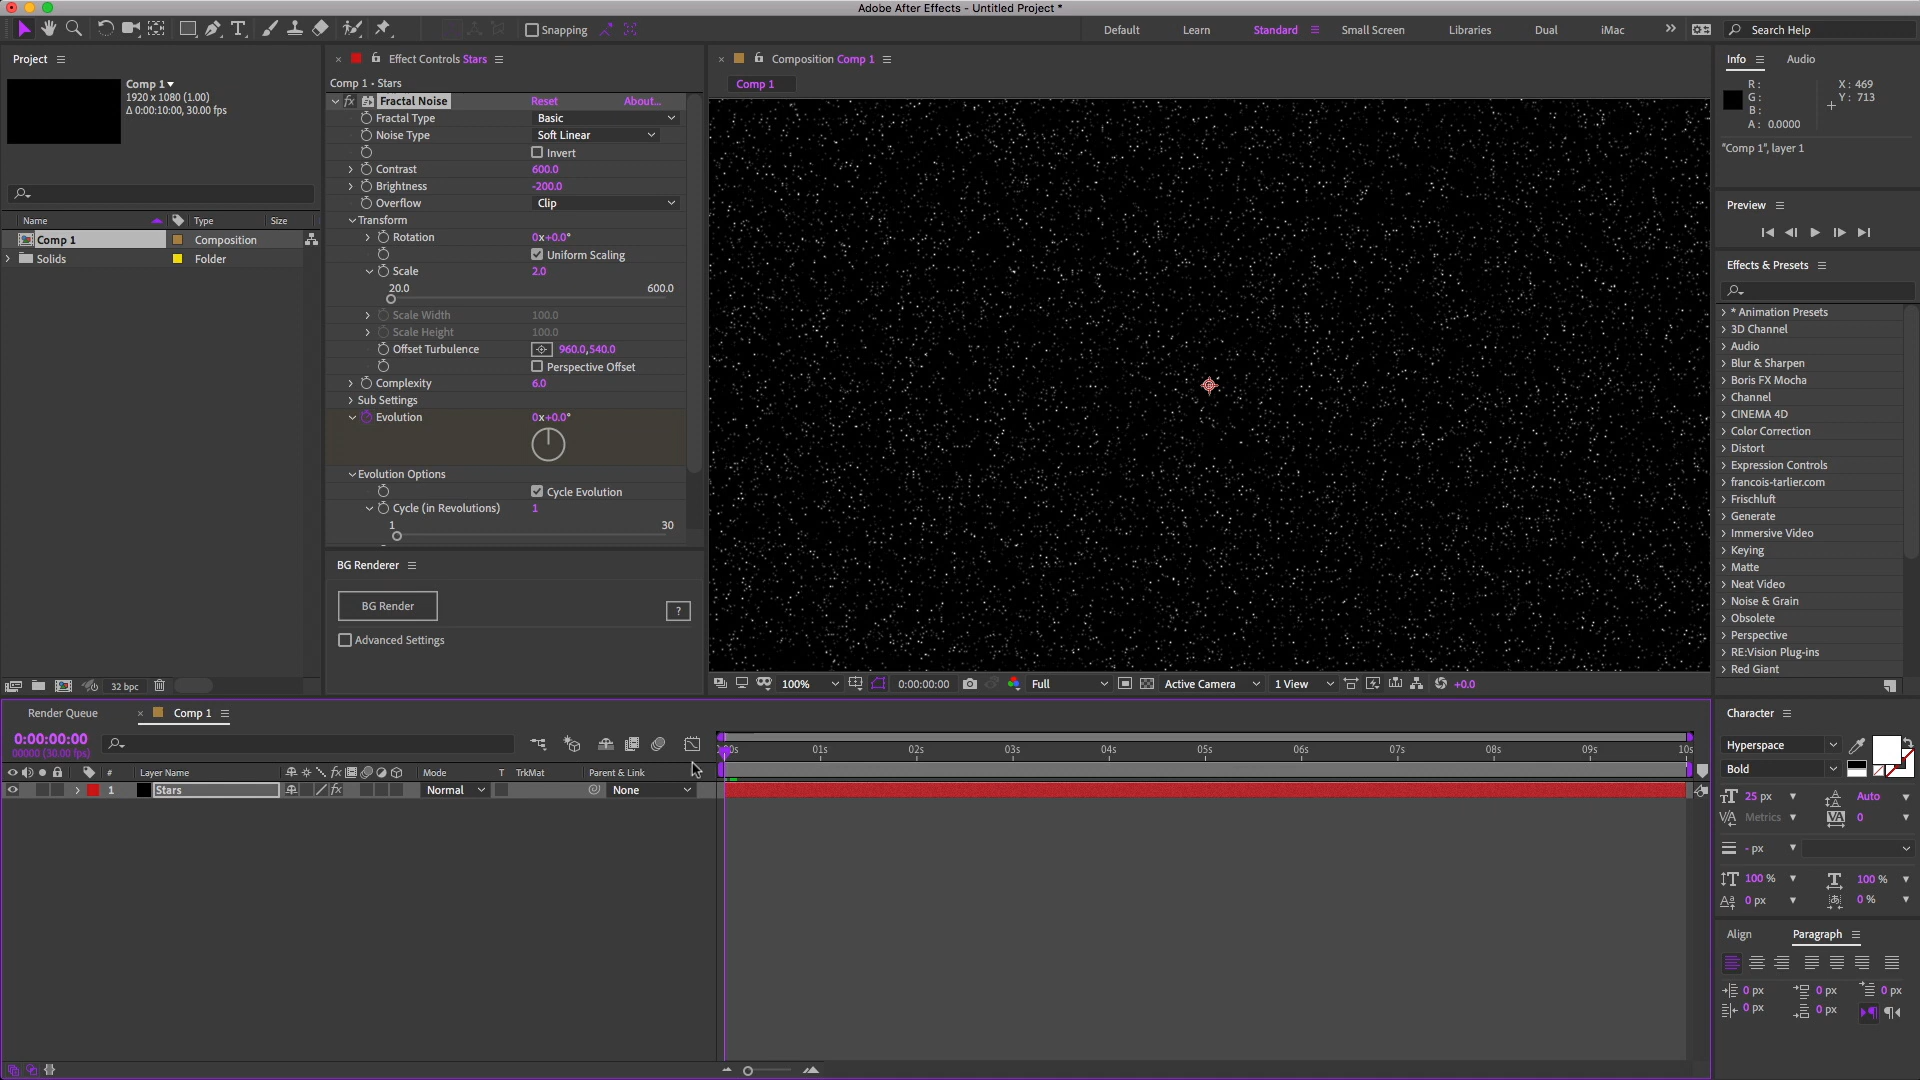 Adobe After Effects - Untitled Project *
Snapping
Default
Learn
Standard
Small Screen
Libraries
Dual
iMac
Search Help
Project
Comp 1
1920 x 1080 (1.00)
Δ 0:00:10:00, 30.00 fps
Name
Type
Size
Comp 1
Composition
Solids
Folder
32 bpc
Effect Controls Stars
Comp 1 • Stars
fx
Fractal Noise
Reset
About...
Fractal Type
Basic
Noise Type
Soft Linear
Invert
Contrast
600.0
Brightness
-200.0
Overflow
Clip
Transform
Rotation
0x+0.0°
Uniform Scaling
Scale
2.0
20.0
600.0
Scale Width
100.0
Scale Height
100.0
Offset Turbulence
960.0,540.0
Perspective Offset
Complexity
6.0
Sub Settings
Evolution
0x+0.0°
Evolution Options
Cycle Evolution
Cycle (in Revolutions)
1
1
30
BG Renderer
BG Render
?
Advanced Settings
Composition Comp 1
Comp 1
100%
0:00:00:00
Full
Active Camera
1 View
+0.0
Info
Audio
R :
G :
B :
A : 0.0000
X : 469
Y : 713
"Comp 1", layer 1
Preview
Effects & Presets
* Animation Presets
3D Channel
Audio
Blur & Sharpen
Boris FX Mocha
Channel
CINEMA 4D
Color Correction
Distort
Expression Controls
francois-tarlier.com
Frischluft
Generate
Immersive Video
Keying
Matte
Neat Video
Noise & Grain
Obsolete
Perspective
RE:Vision Plug-ins
Red Giant
Render Queue
Comp 1
0:00:00:00
00000 (30.00 fps)
#
Layer Name
fx
Mode
T
TrkMat
Parent & Link
1
Stars
fx
Normal
None
01s
02s
03s
04s
05s
06s
07s
08s
09s
10s
Character
Hyperspace
Bold
25 px
Auto
Metrics
0
- px
100 %
100 %
0 px
0 %
Align
Paragraph
0 px
0 px
0 px
0 px
0 px